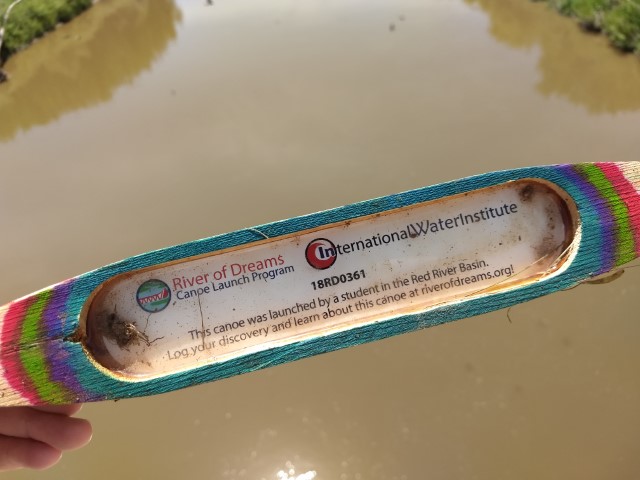 River of Dreams
Canoe Launch Program
InternationalWaterInstitute
18RD0361
This canoe was launched by a student in the Red River Basin.
Log your discovery and learn about this canoe at riverofdreams.org!